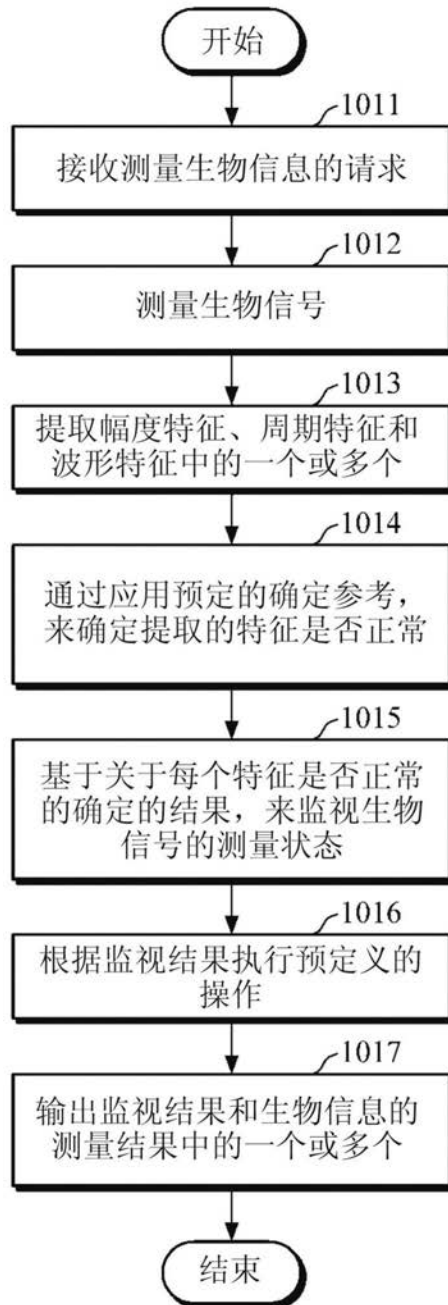 开始
1011
接收测量生物信息的请求
1012
测量生物信号
1013
提取幅度特征、周期特征和
波形特征中的一个或多个
1014
通过应用预定的确定参考，
来确定提取的特征是否正常
1015
基于关于每个特征是否正常
的确定的结果，来监视生物
信号的测量状态
1016
根据监视结果执行预定义的
操作
1017
输出监视结果和生物信息的
测量结果中的一个或多个
结束